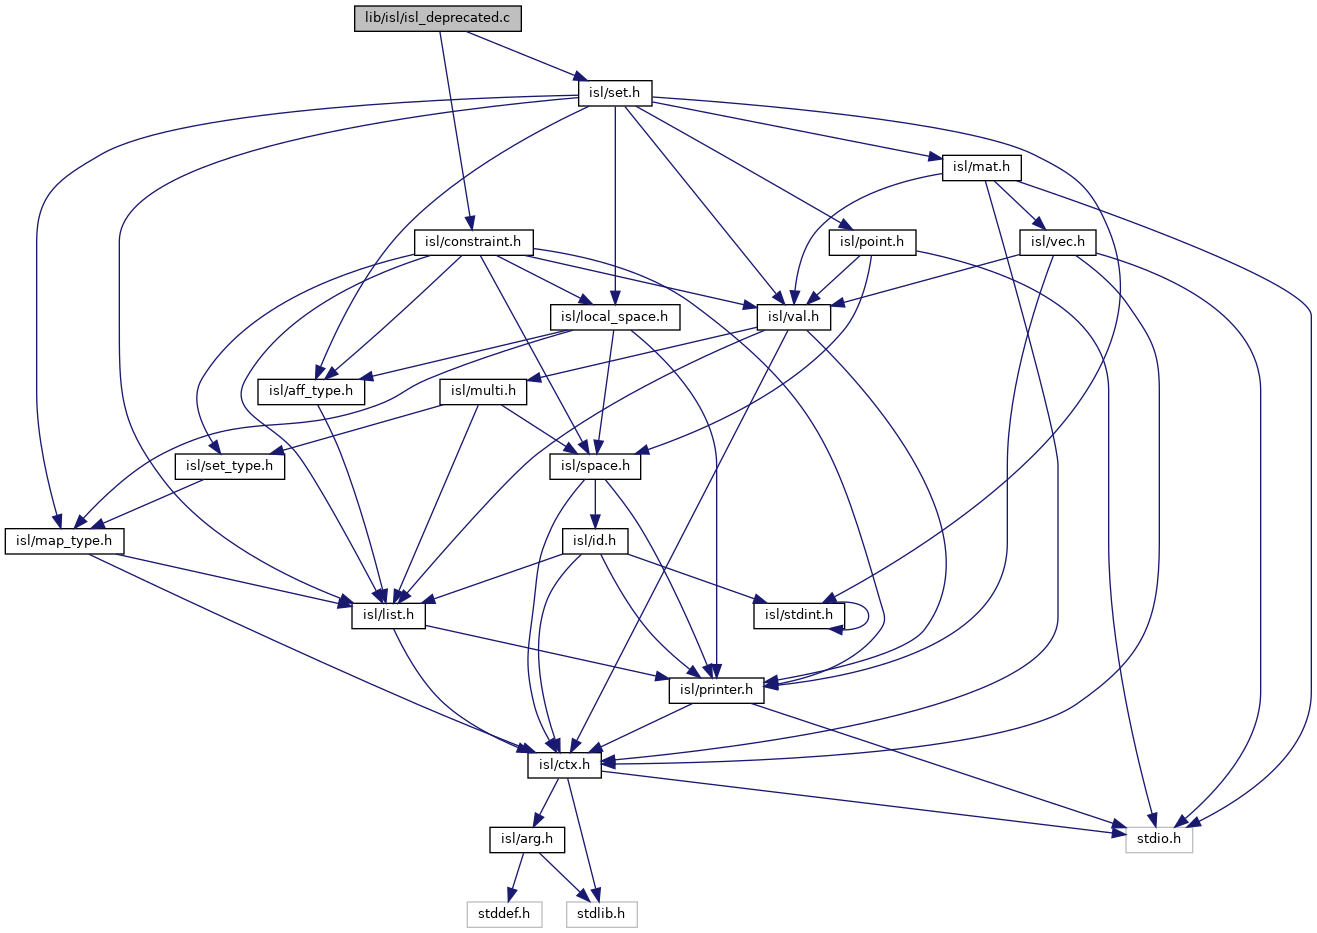 lib/isl/isl_deprecated.c
isl/set.h
isl/mat.h
isl/constraint.h
isl/point.h
isl/vec.h
isl/local_space.h
isl/val.h
isl/aff_type.h
isl/multi.h
isl/set_type.h
isl/space.h
isl/map_type.h
isl/id.h
isl/list.h
isl/stdint.h
isl/printer.h
isl/ctx.h
isl/arg.h
stdio.h
stddef.h
stdlib.h